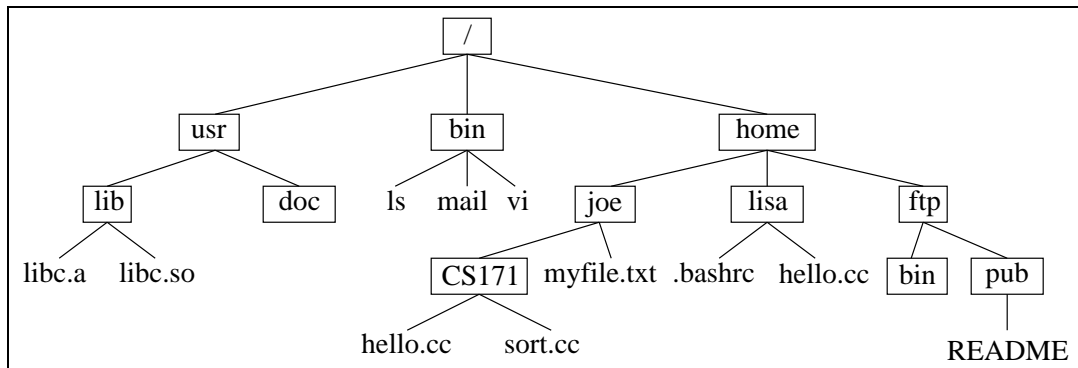 /
usr bin home
lib doc ls mail vi joe lisa ftp
libc.a libc.so CS171 myfile.txt .bashrc hello.cc bin pub
hello.cc sort.cc README